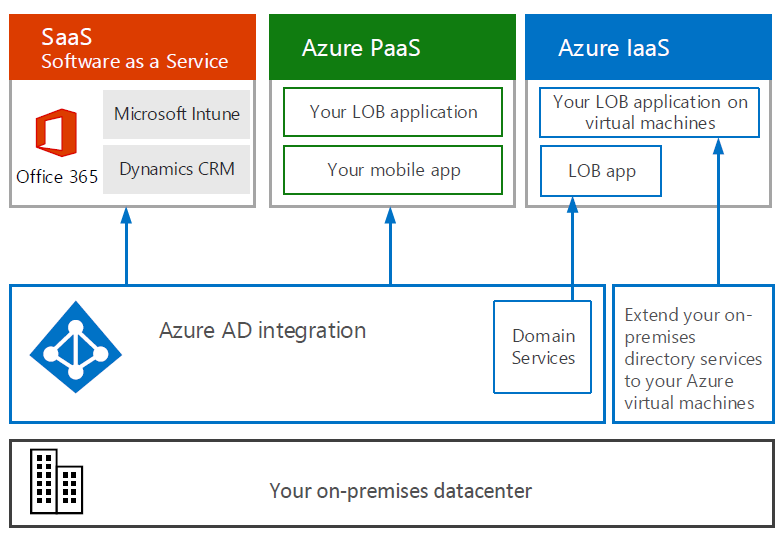 SaaS
Software as a Service
Office 365
Microsoft Intune
Dynamics CRM
Azure PaaS
Your LOB application
Your mobile app
Azure IaaS
Your LOB application on
virtual machines
LOB app
Azure AD integration
Domain
Services
Extend your on-
premises
directory services
to your Azure
virtual machines
Your on-premises datacenter